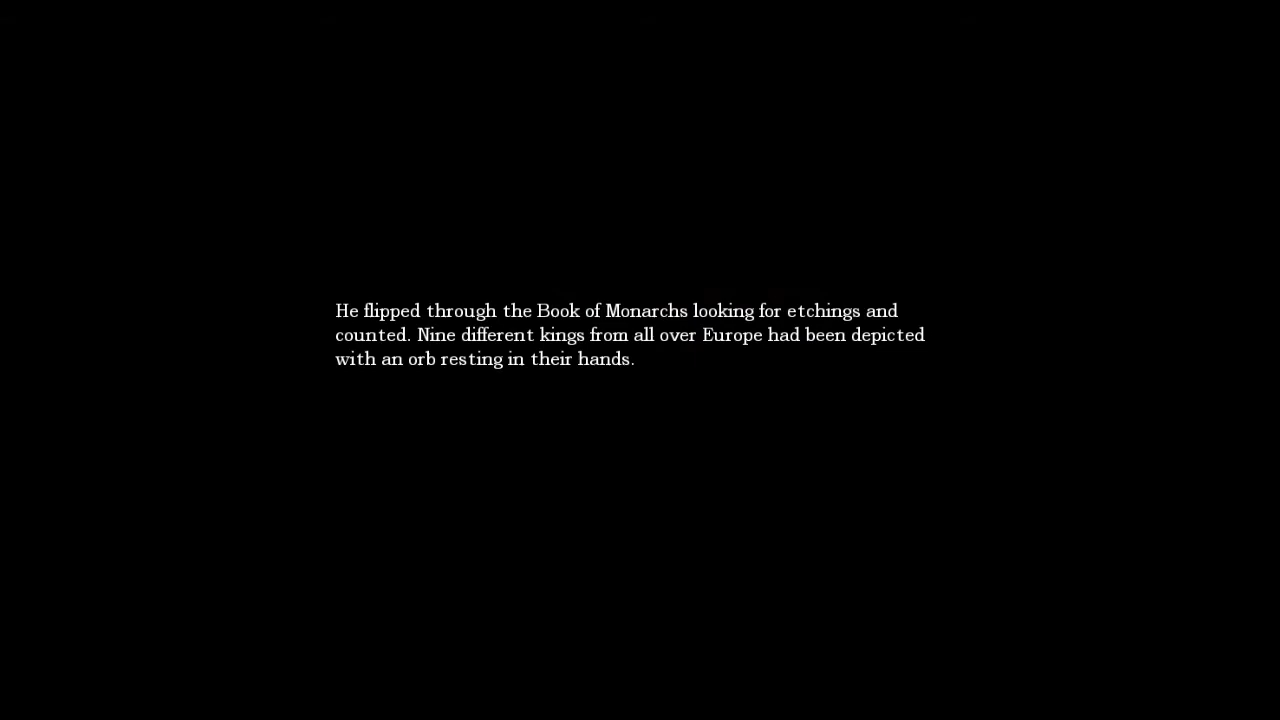 He flipped through the Book of Monarchs looking for etchings and
counted. Nine different kings from all over Europe had been depicted
with an orb resting in their hands.